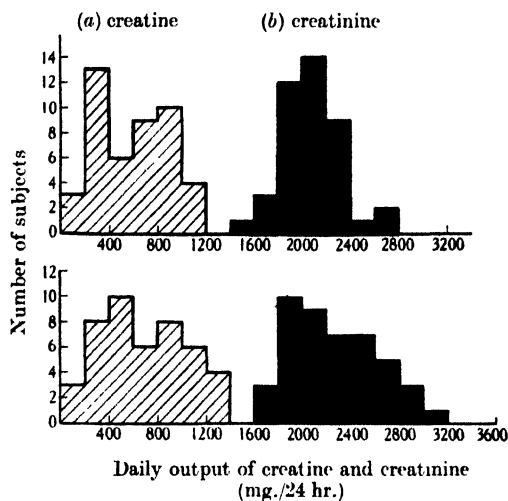 (a) creatine (b) creatinine
Number of subjects
14
12
10
8
6
4
2
0
400 800 1200 1600 2000 2400 2800 3200
12
10
8
6
4
2
0
400 800 1200 1600 2000 2400 2800 3200 3600
Daily output of creatine and creatinine
(mg./24 hr.)